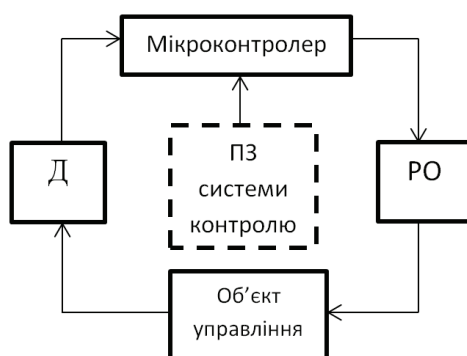 Мікроконтролер
Д
ПЗ
системи
контролю
РО
Об’єкт
управління